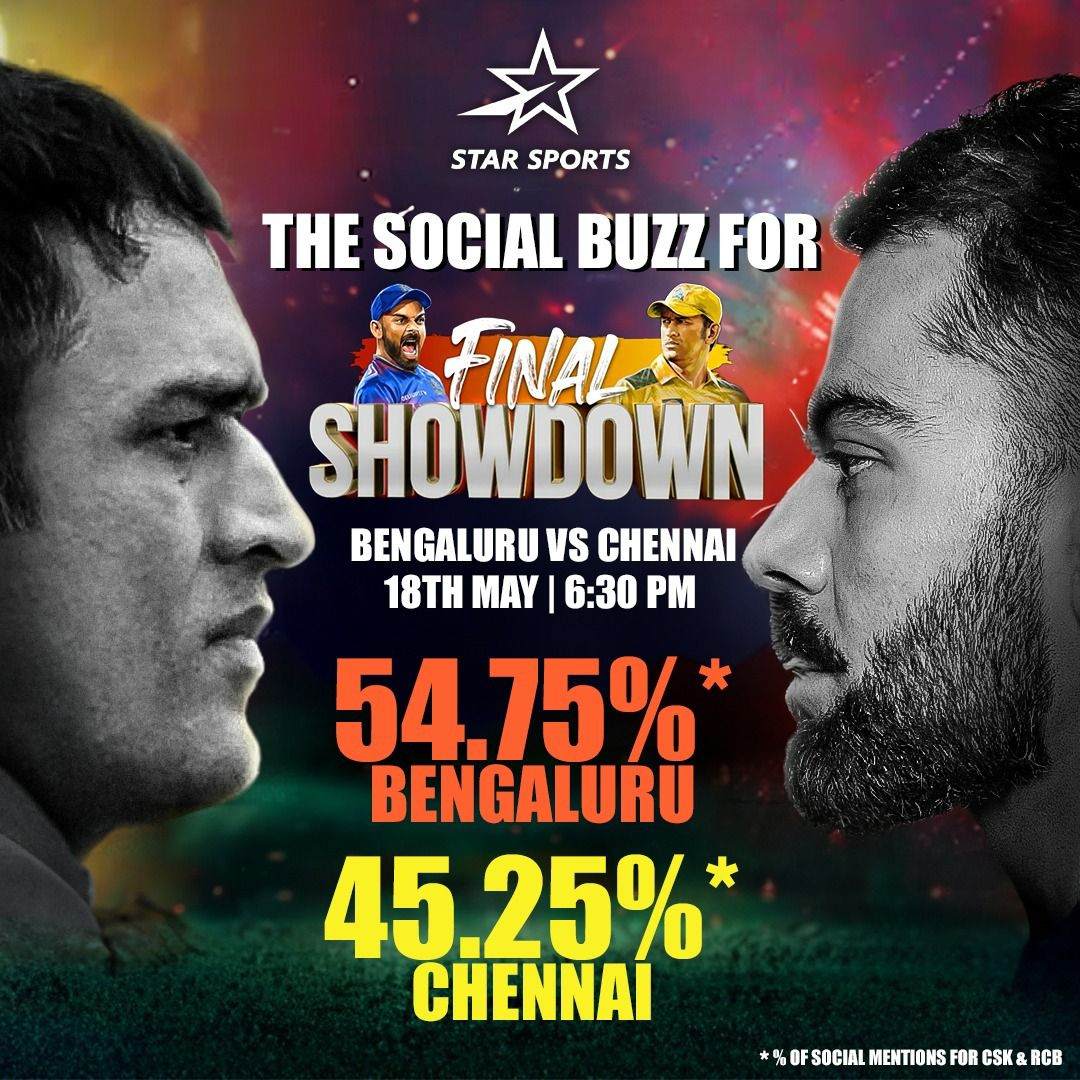 STAR SPORTS
THE SOCIAL BUZZ FOR
FINAL
SHOWDOWN
BENGALURU VS CHENNAI
18TH MAY | 6:30 PM
54.75%*
BENGALURU
45.25%*
CHENNAI
* % OF SOCIAL MENTIONS FOR CSK & RCB